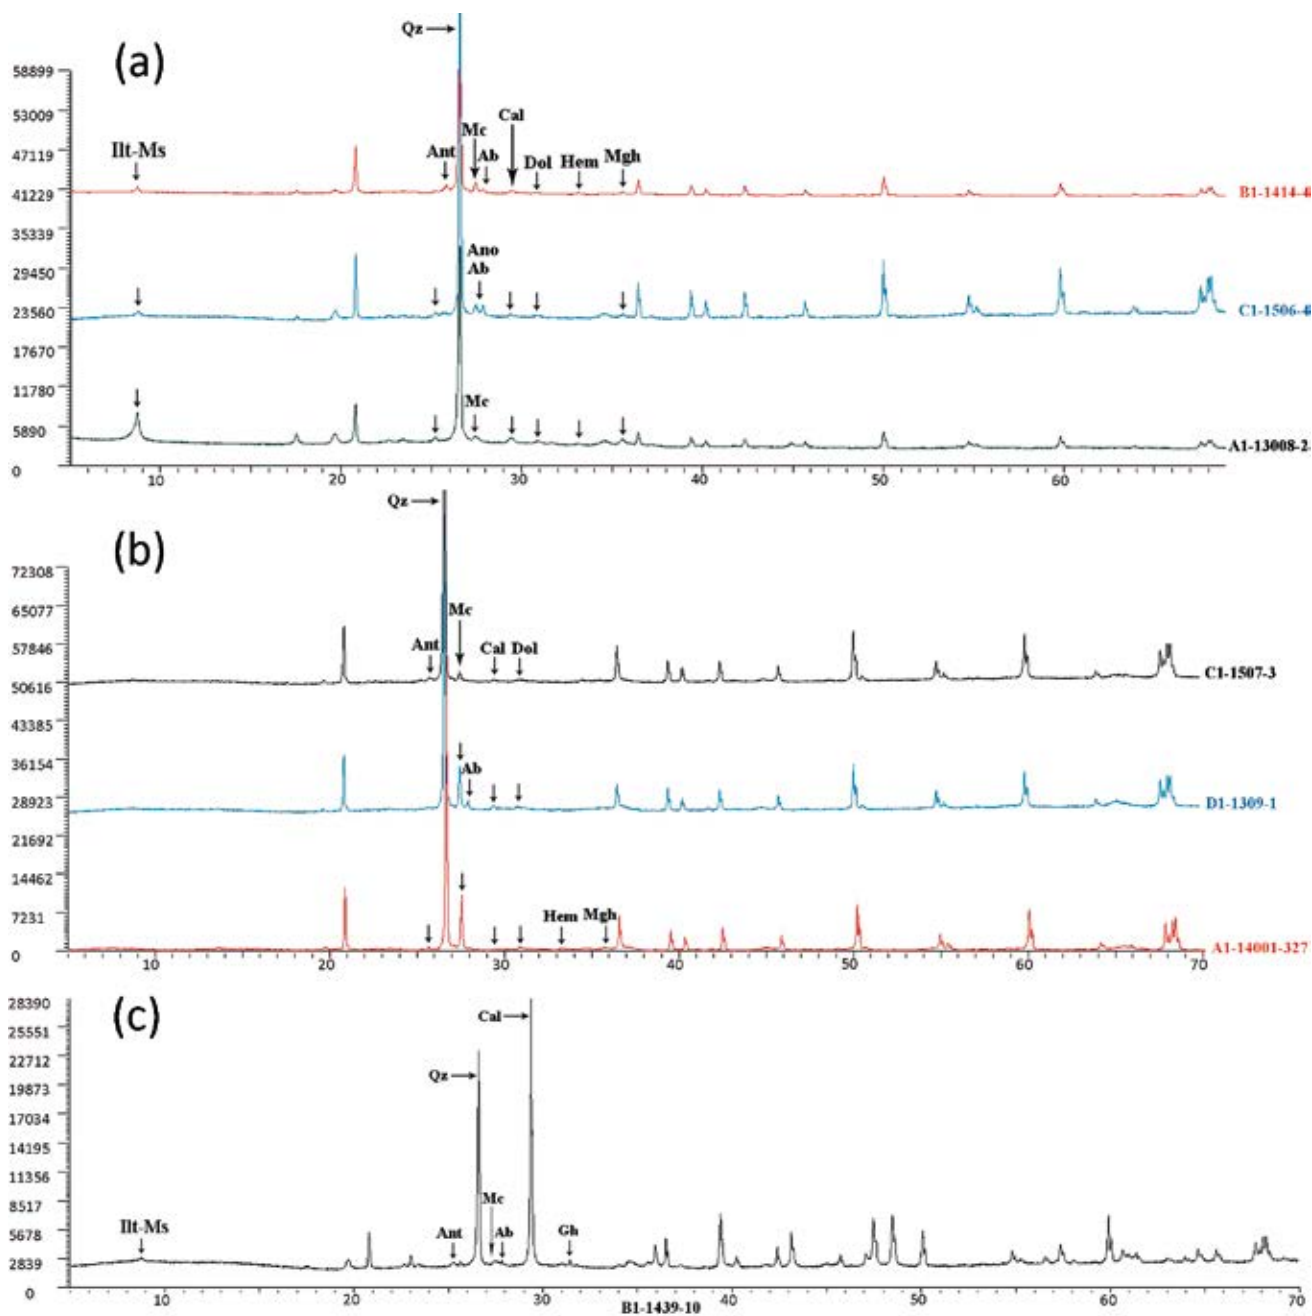 (a)
Qz
58899
53009
47119
41229
35339
29450
23560
17670
11780
5890
0
Ilt-Ms
Ant
Mc
Ab
Cal
Dol
Hem
Mgh
B1-1414-4
Ano
Ab
C1-1506-4
Mc
A1-13008-2
10 20 30 40 50 60
(b)
Qz
72308
65077
57846
50616
43385
36154
28923
21692
14462
7231
0
Ant
Mc
Cal
Dol
C1-1507-3
Ab
D1-1309-1
Hem
Mgh
A1-14001-327
10 20 30 40 50 60 70
(c)
28390
25551
22712
19873
17034
14195
11356
8517
5678
2839
0
Cal
Qz
Ilt-Ms
Ant
Mc
Ab
Gh
10 20 30 40 50 60 70
B1-1439-10